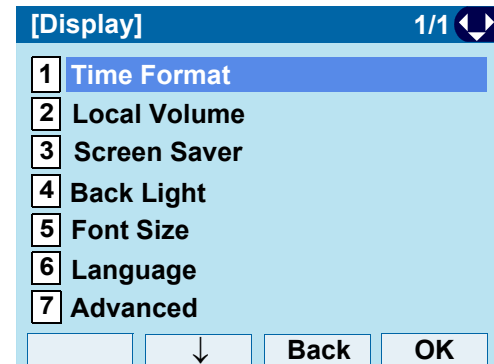 [Display] 1/1
1 Time Format
2 Local Volume
3 Screen Saver
4 Back Light
5 Font Size
6 Language
7 Advanced
↓ Back OK